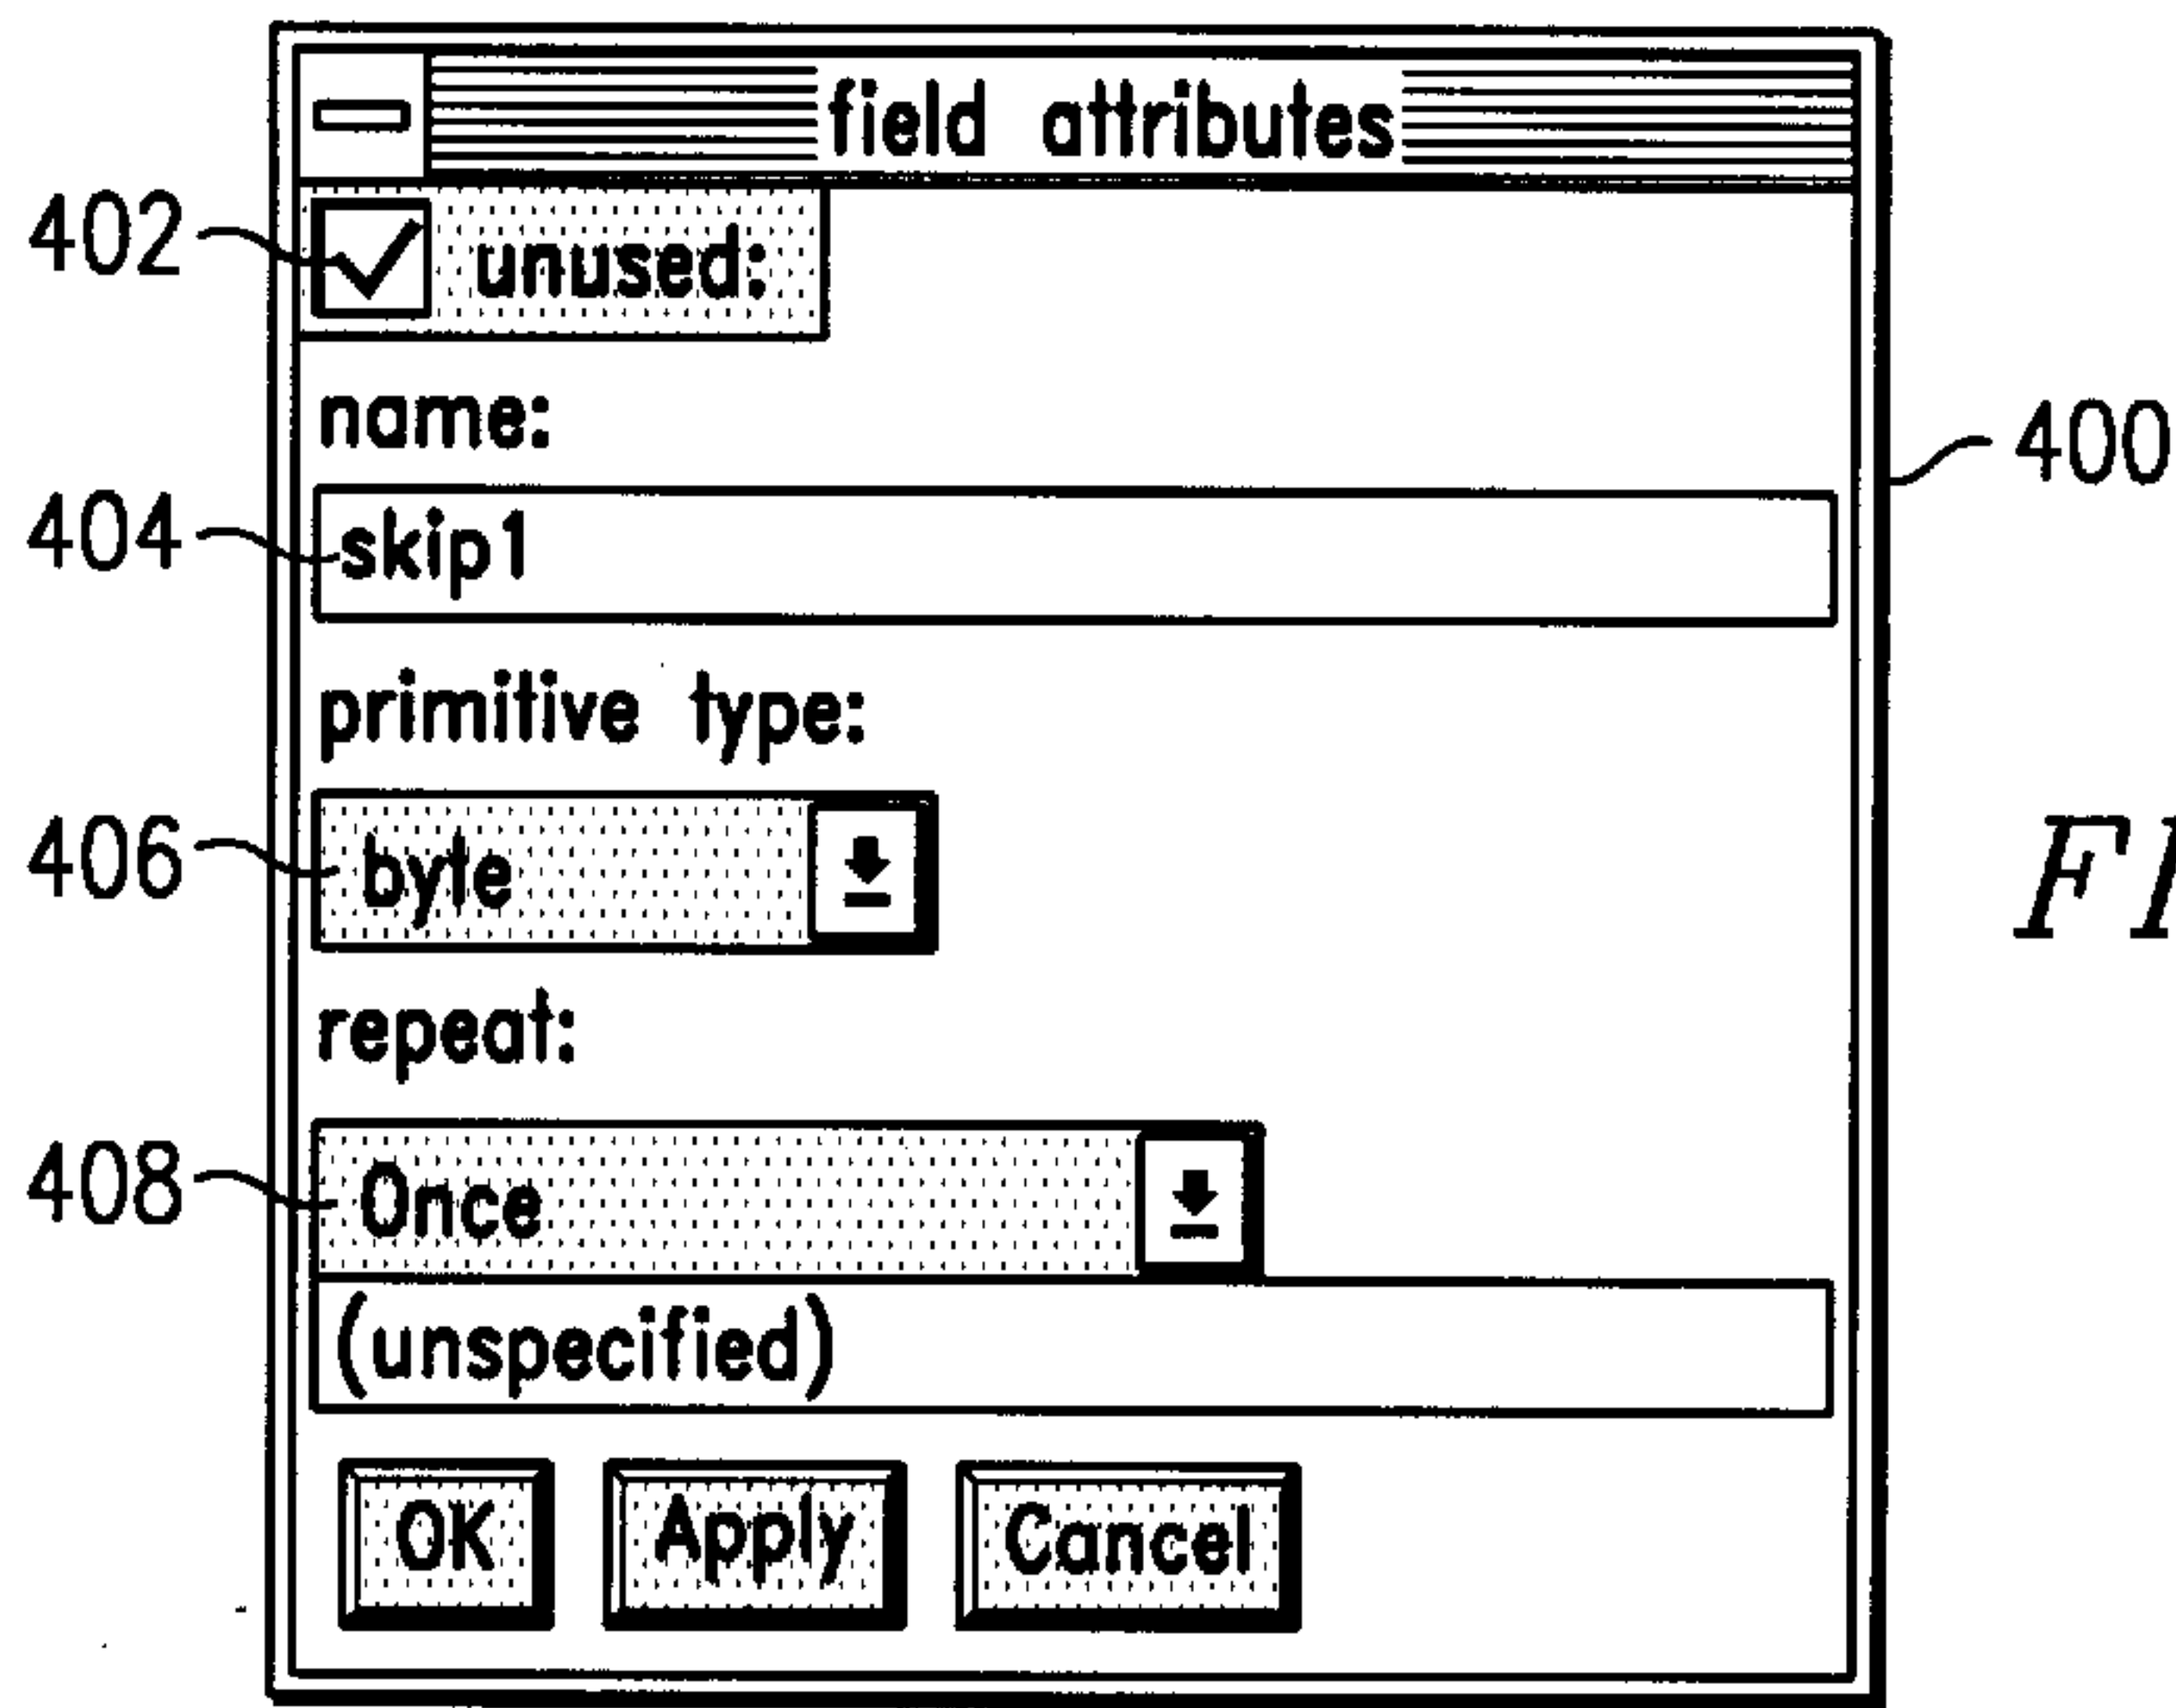 field attributes
402
unused:
name:
400
404
skip1
primitive type:
406
byte
repeat:
408
Once
(unspecified)
OK Apply Cancel